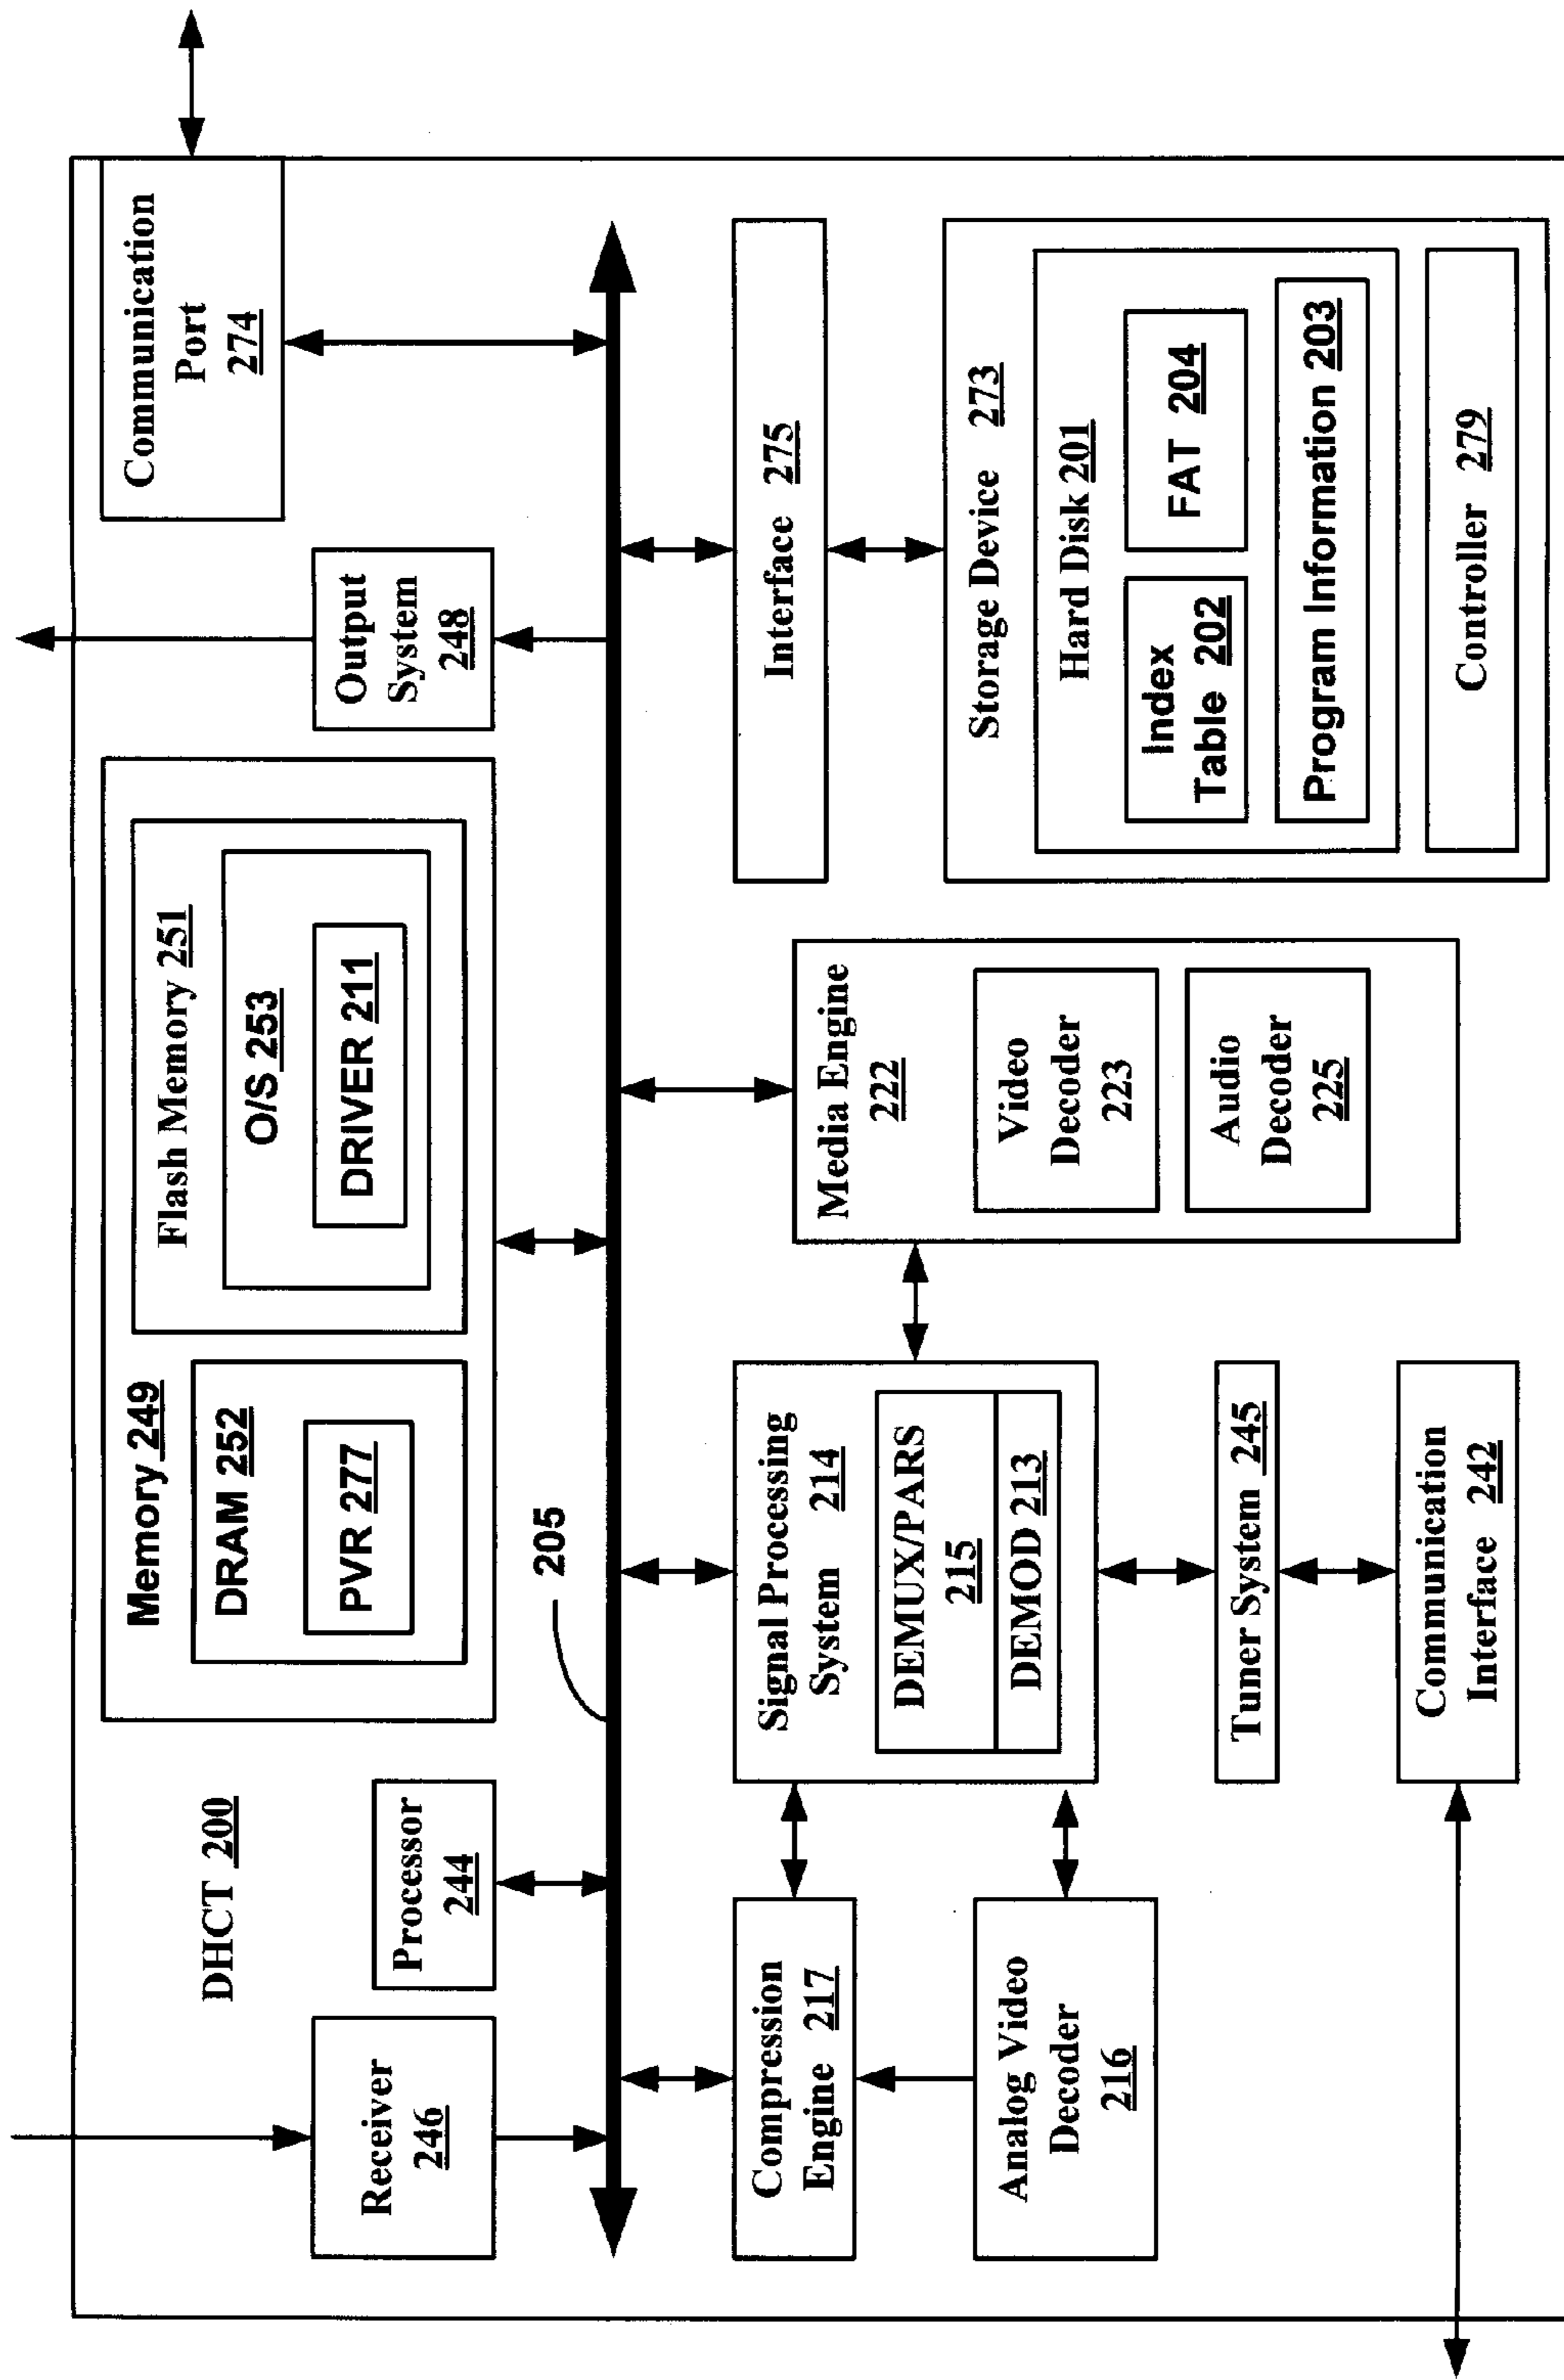 DHCT 200
Receiver
246
Processor
244
Memory 249
DRAM 252
PVR 277
Flash Memory 251
O/S 253
DRIVER 211
Output
System
248
Communication
Port
274
205
Compression
Engine 217
Analog Video
Decoder
216
Signal Processing
System 214
DEMUX/PARS
215
DEMOD 213
Tuner System 245
Communication
Interface 242
Media Engine
222
Video
Decoder
223
Audio
Decoder
225
Interface 275
Storage Device 273
Hard Disk 201
Index
Table 202
FAT 204
Program Information 203
Controller 279